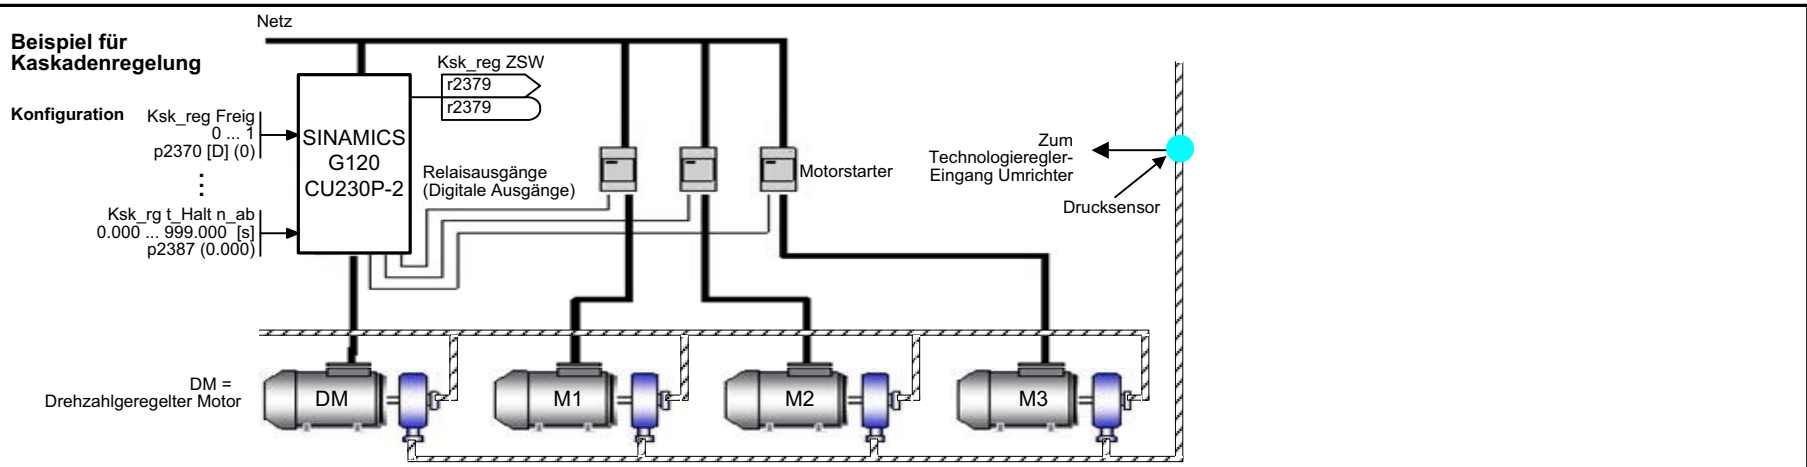 Netz
Beispiel für
Kaskadenregelung
Konfiguration
Ksk_reg Freig
0 ... 1
p2370 [D] (0)
⋮
Ksk_rg t_Halt n_ab
0.000 ... 999.000 [s]
p2387 (0.000)
SINAMICS
G120
CU230P-2
Ksk_reg ZSW
r2379
r2379
Relaisausgänge
(Digitale Ausgänge)
Motorstarter
Zum
Technologieregler-
Eingang Umrichter
Drucksensor
DM =
Drehzahlgeregelter Motor
DM
M1
M2
M3